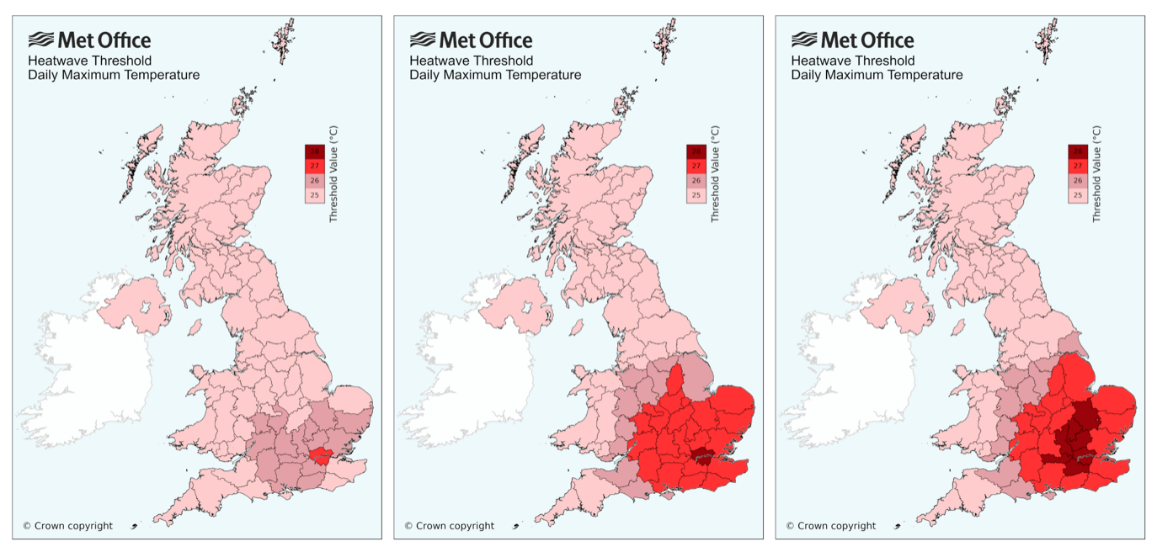 Met Office
Heatwave Threshold
Daily Maximum Temperature
27
26
25
Threshold Value (°C)
© Crown copyright
Met Office
Heatwave Threshold
Daily Maximum Temperature
27
26
25
Threshold Value (°C)
© Crown copyright
Met Office
Heatwave Threshold
Daily Maximum Temperature
27
26
25
Threshold Value (°C)
© Crown copyright